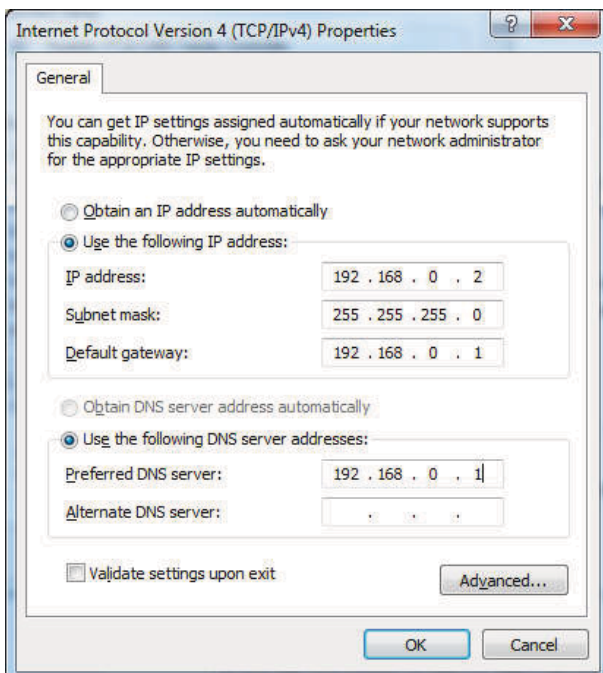 Internet Protocol Version 4 (TCP/IPv4) Properties
General
You can get IP settings assigned automatically if your network supports
this capability. Otherwise, you need to ask your network administrator
for the appropriate IP settings.
Obtain an IP address automatically
Use the following IP address:
IP address: 192 . 168 . 0 . 2
Subnet mask: 255 . 255 . 255 . 0
Default gateway: 192 . 168 . 0 . 1
Obtain DNS server address automatically
Use the following DNS server addresses:
Preferred DNS server: 192 . 168 . 0 . 1
Alternate DNS server: . . .
Validate settings upon exit
Advanced...
OK Cancel